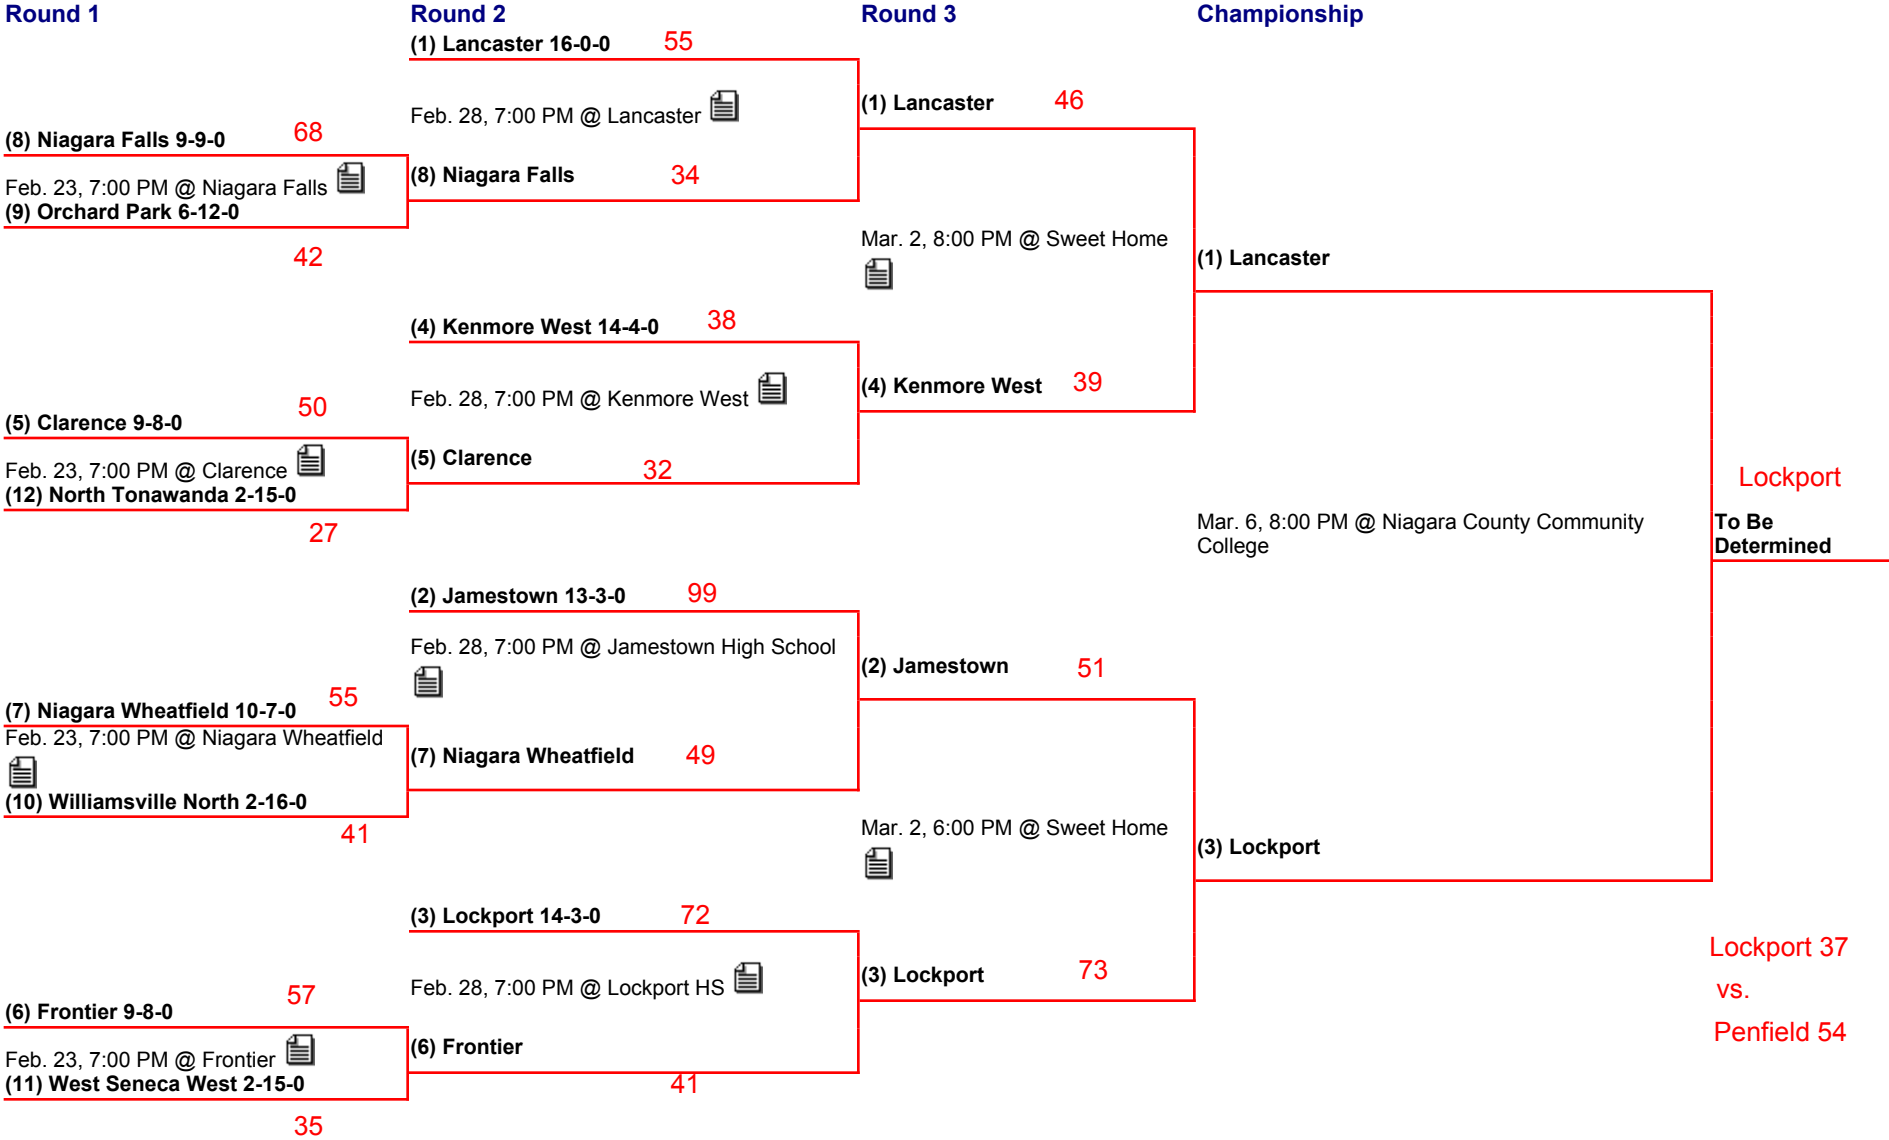 Round 1
Round 2
Round 3
Championship
(1) Lancaster 16-0-0
55
Feb. 28, 7:00 PM @ Lancaster
(1) Lancaster
46
(8) Niagara Falls 9-9-0
68
Feb. 23, 7:00 PM @ Niagara Falls
(8) Niagara Falls
34
(9) Orchard Park 6-12-0
42
Mar. 2, 8:00 PM @ Sweet Home
(1) Lancaster
(4) Kenmore West 14-4-0
38
Feb. 28, 7:00 PM @ Kenmore West
(4) Kenmore West
39
(5) Clarence 9-8-0
50
Feb. 23, 7:00 PM @ Clarence
(5) Clarence
32
(12) North Tonawanda 2-15-0
27
Lockport
Mar. 6, 8:00 PM @ Niagara County Community
College
To Be
Determined
(2) Jamestown 13-3-0
99
Feb. 28, 7:00 PM @ Jamestown High School
(2) Jamestown
51
(7) Niagara Wheatfield 10-7-0
55
Feb. 23, 7:00 PM @ Niagara Wheatfield
(7) Niagara Wheatfield
49
(10) Williamsville North 2-16-0
41
Mar. 2, 6:00 PM @ Sweet Home
(3) Lockport
(3) Lockport 14-3-0
72
Feb. 28, 7:00 PM @ Lockport HS
(3) Lockport
73
Lockport 37
vs.
Penfield 54
(6) Frontier 9-8-0
57
Feb. 23, 7:00 PM @ Frontier
(6) Frontier
41
(11) West Seneca West 2-15-0
35